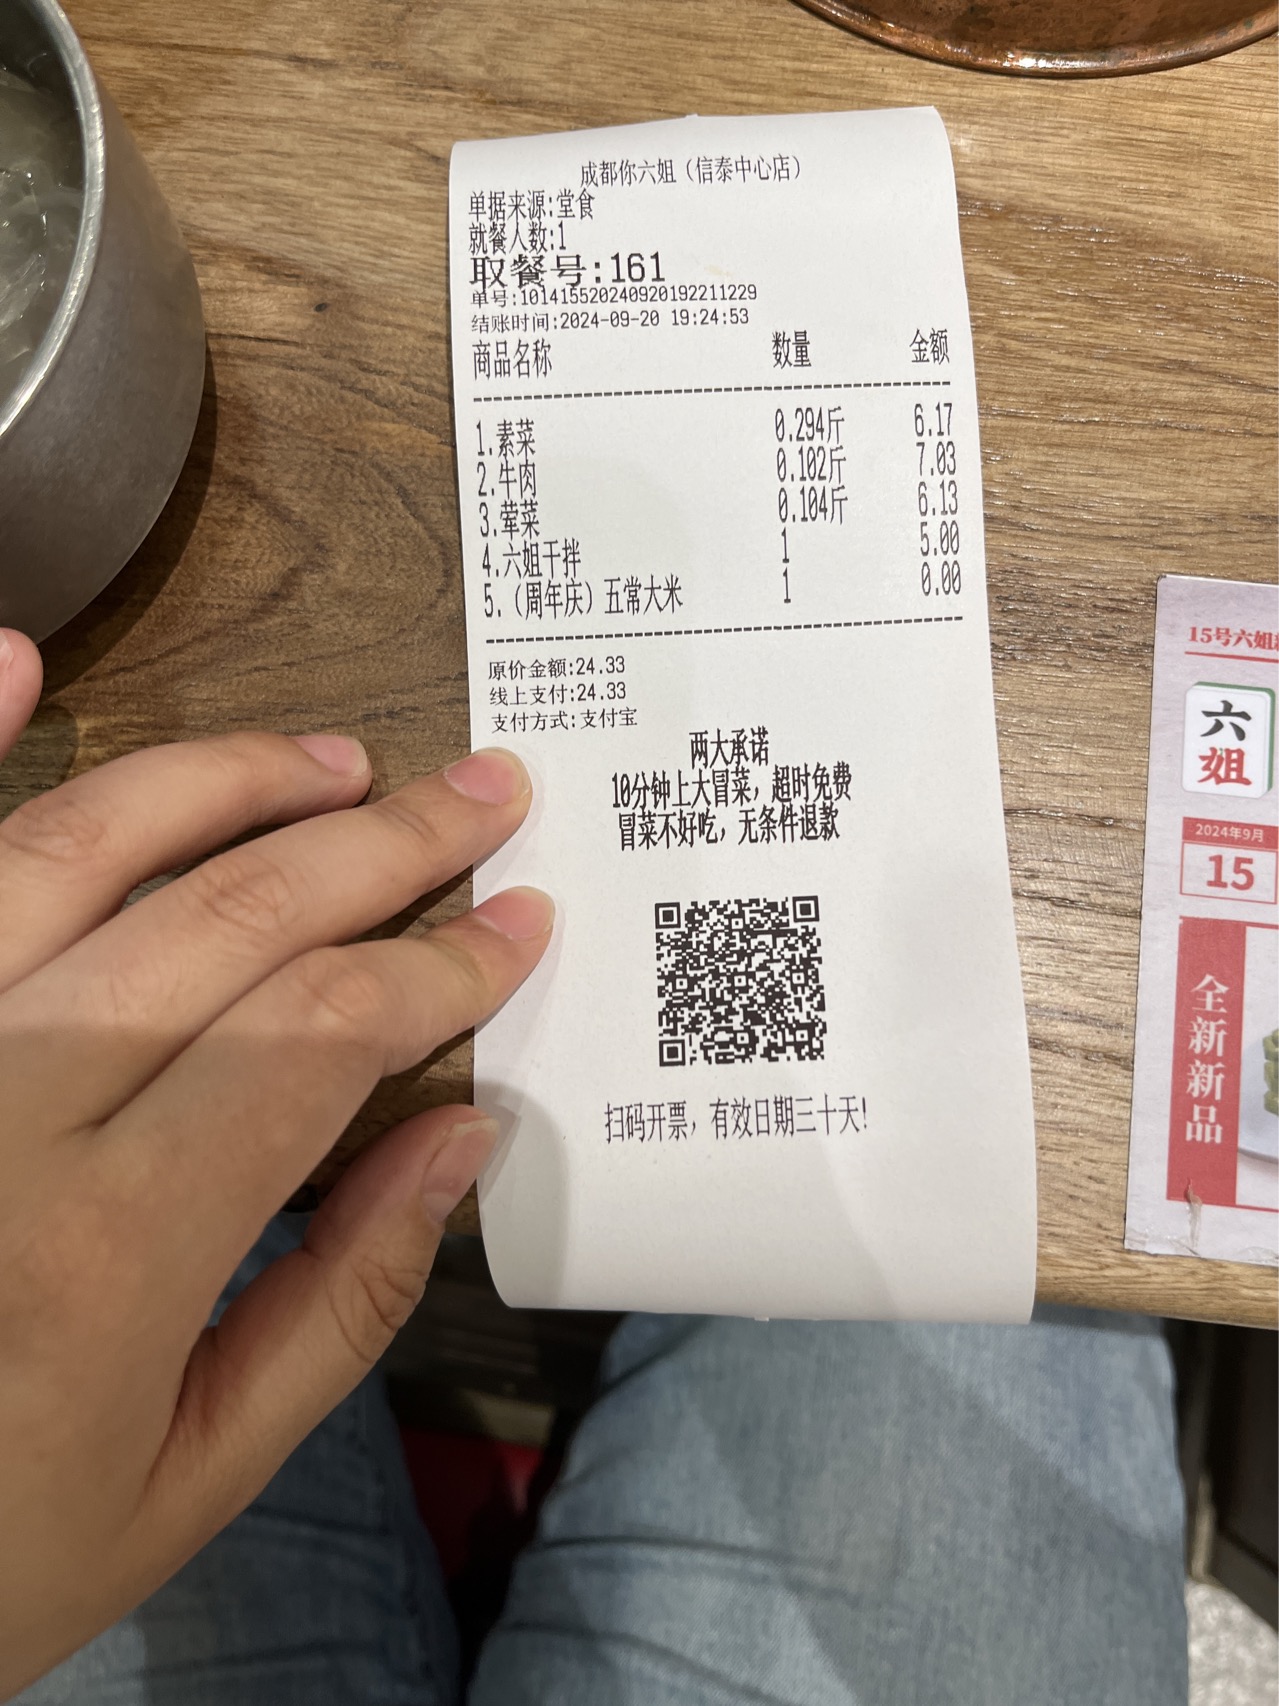 成都你六姐（信泰中心店）
单据来源:堂食
就餐人数:1
取餐号:161
单号:1014155202409201922​11229
结账时间:2024-09-20 19:24:53
商品名称 数量 金额
1.素菜 0.294斤 6.17
2.牛肉 0.102斤 7.03
3.荤菜 0.104斤 6.13
4.六姐干拌 1 5.00
5.（周年庆）五常大米 1 0.00
原价金额:24.33
线上支付:24.33
支付方式:支付宝
两大承诺
10分钟上大冒菜，超时免费
冒菜不好吃，无条件退款
扫码开票，有效日期三十天!
15号六姐
六
姐
2024年9月
15
全新新品